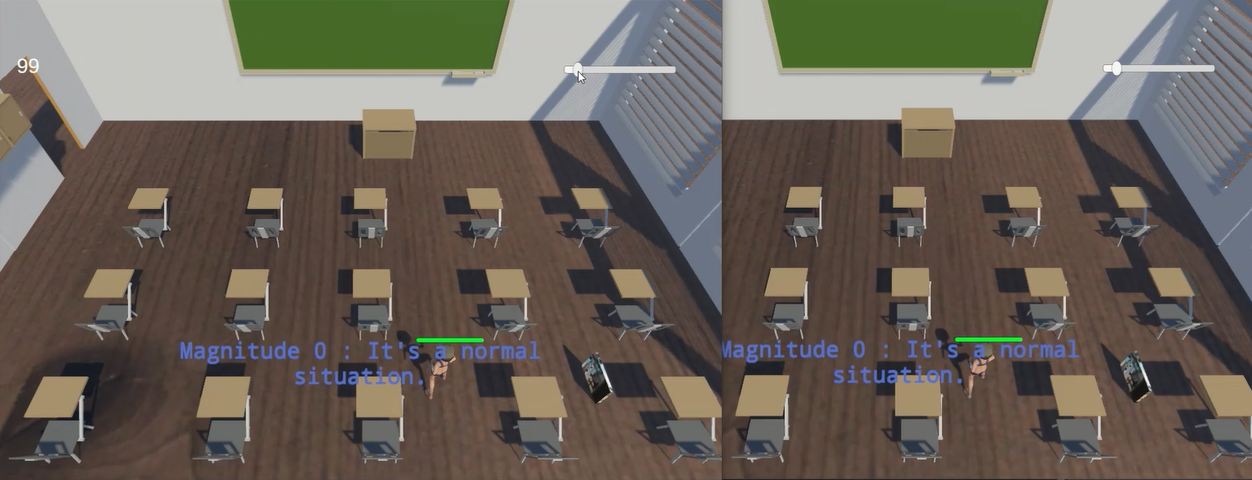 99
Magnitude 0 : It's a normal
situation.
Magnitude 0 : It's a normal
situation.